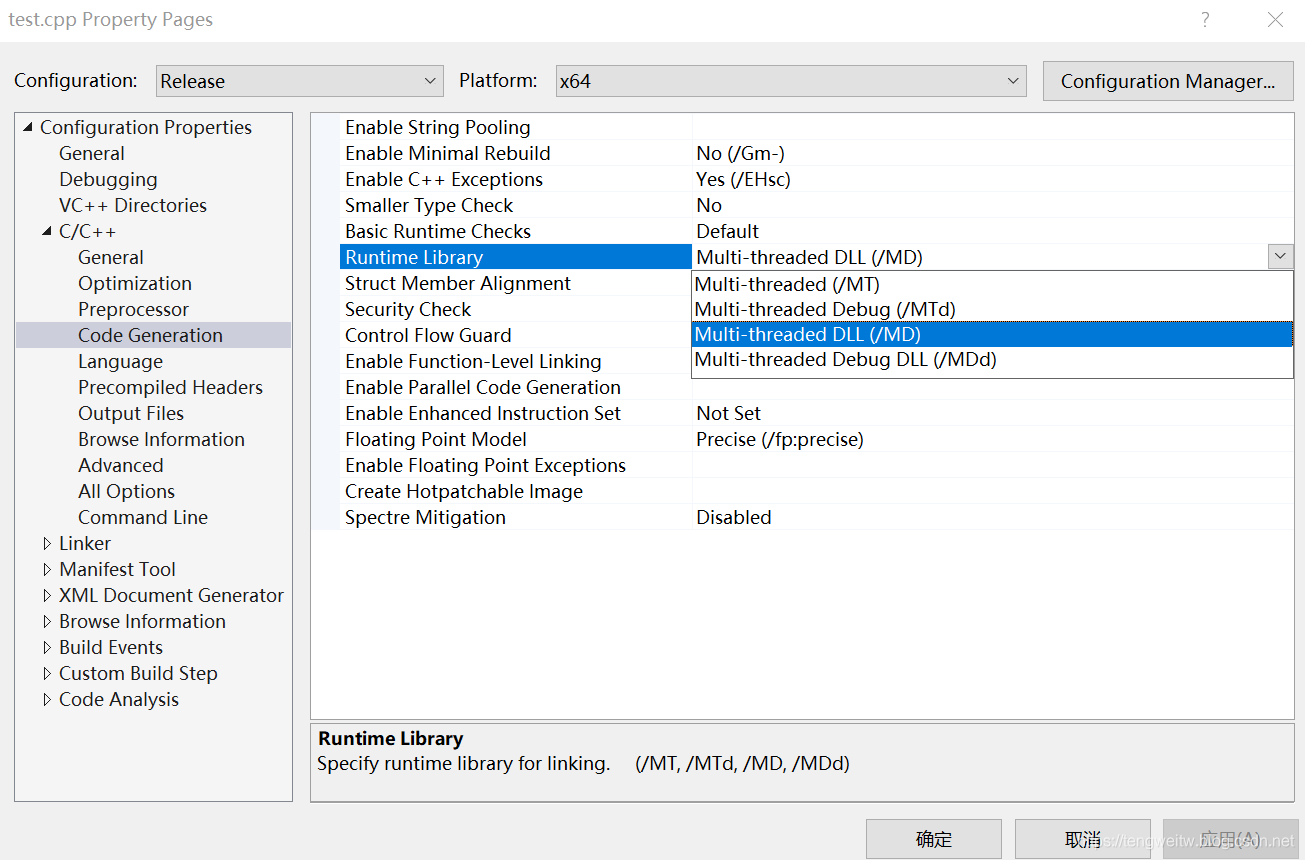 test.cpp Property Pages
?
Configuration: Release Platform: x64 Configuration Manager...
Configuration Properties
General
Debugging
VC++ Directories
C/C++
General
Optimization
Preprocessor
Code Generation
Language
Precompiled Headers
Output Files
Browse Information
Advanced
All Options
Command Line
Linker
Manifest Tool
XML Document Generator
Browse Information
Build Events
Custom Build Step
Code Analysis
Enable String Pooling
Enable Minimal Rebuild No (/Gm-)
Enable C++ Exceptions Yes (/EHsc)
Smaller Type Check No
Basic Runtime Checks Default
Runtime Library Multi-threaded DLL (/MD)
Struct Member Alignment
Security Check
Control Flow Guard
Enable Function-Level Linking
Multi-threaded (/MT)
Multi-threaded Debug (/MTd)
Multi-threaded DLL (/MD)
Multi-threaded Debug DLL (/MDd)
Enable Parallel Code Generation
Enable Enhanced Instruction Set Not Set
Floating Point Model Precise (/fp:precise)
Enable Floating Point Exceptions
Create Hotpatchable Image
Spectre Mitigation Disabled
Runtime Library
Specify runtime library for linking. (/MT, /MTd, /MD, /MDd)
确定 取消 应用(A)
https://tengweitw.blog.csdn.net